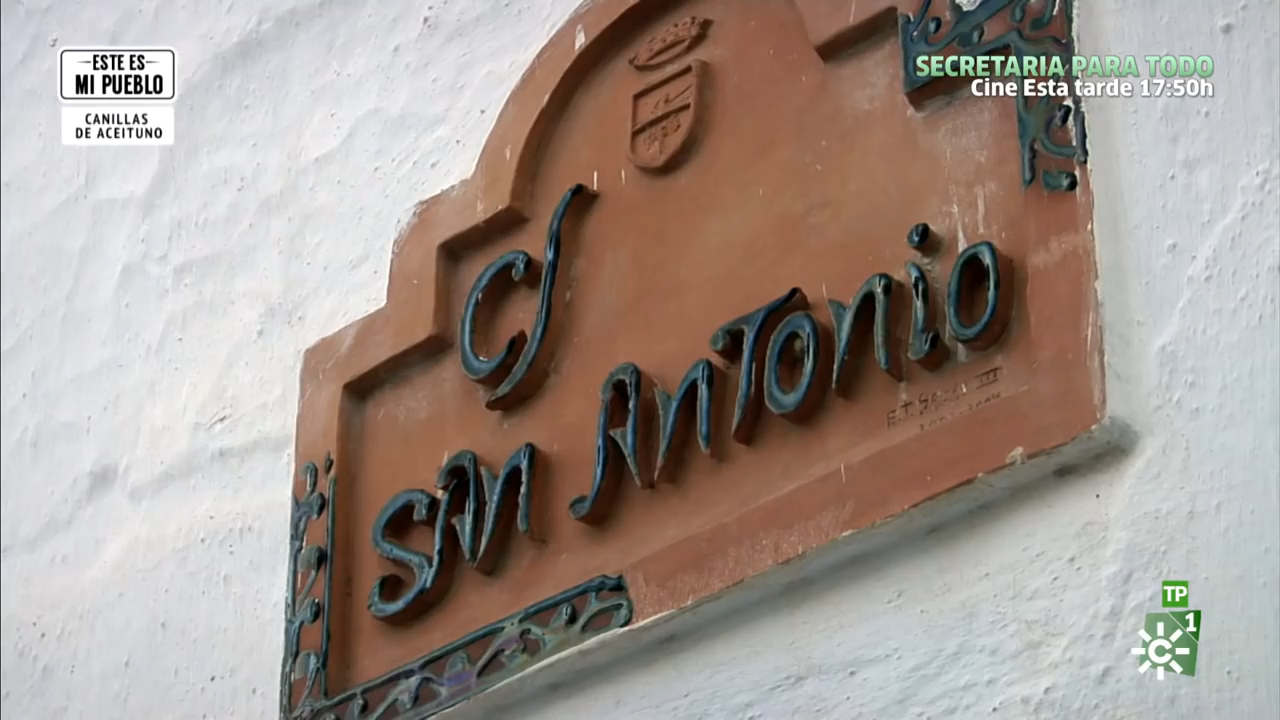 ESTE ES
MI PUEBLO
CANILLAS
DE ACEITUNO
SECRETARIA PARA TODO
Cine Esta tarde 17:50h
C/
SAN ANTONIO
TP
1